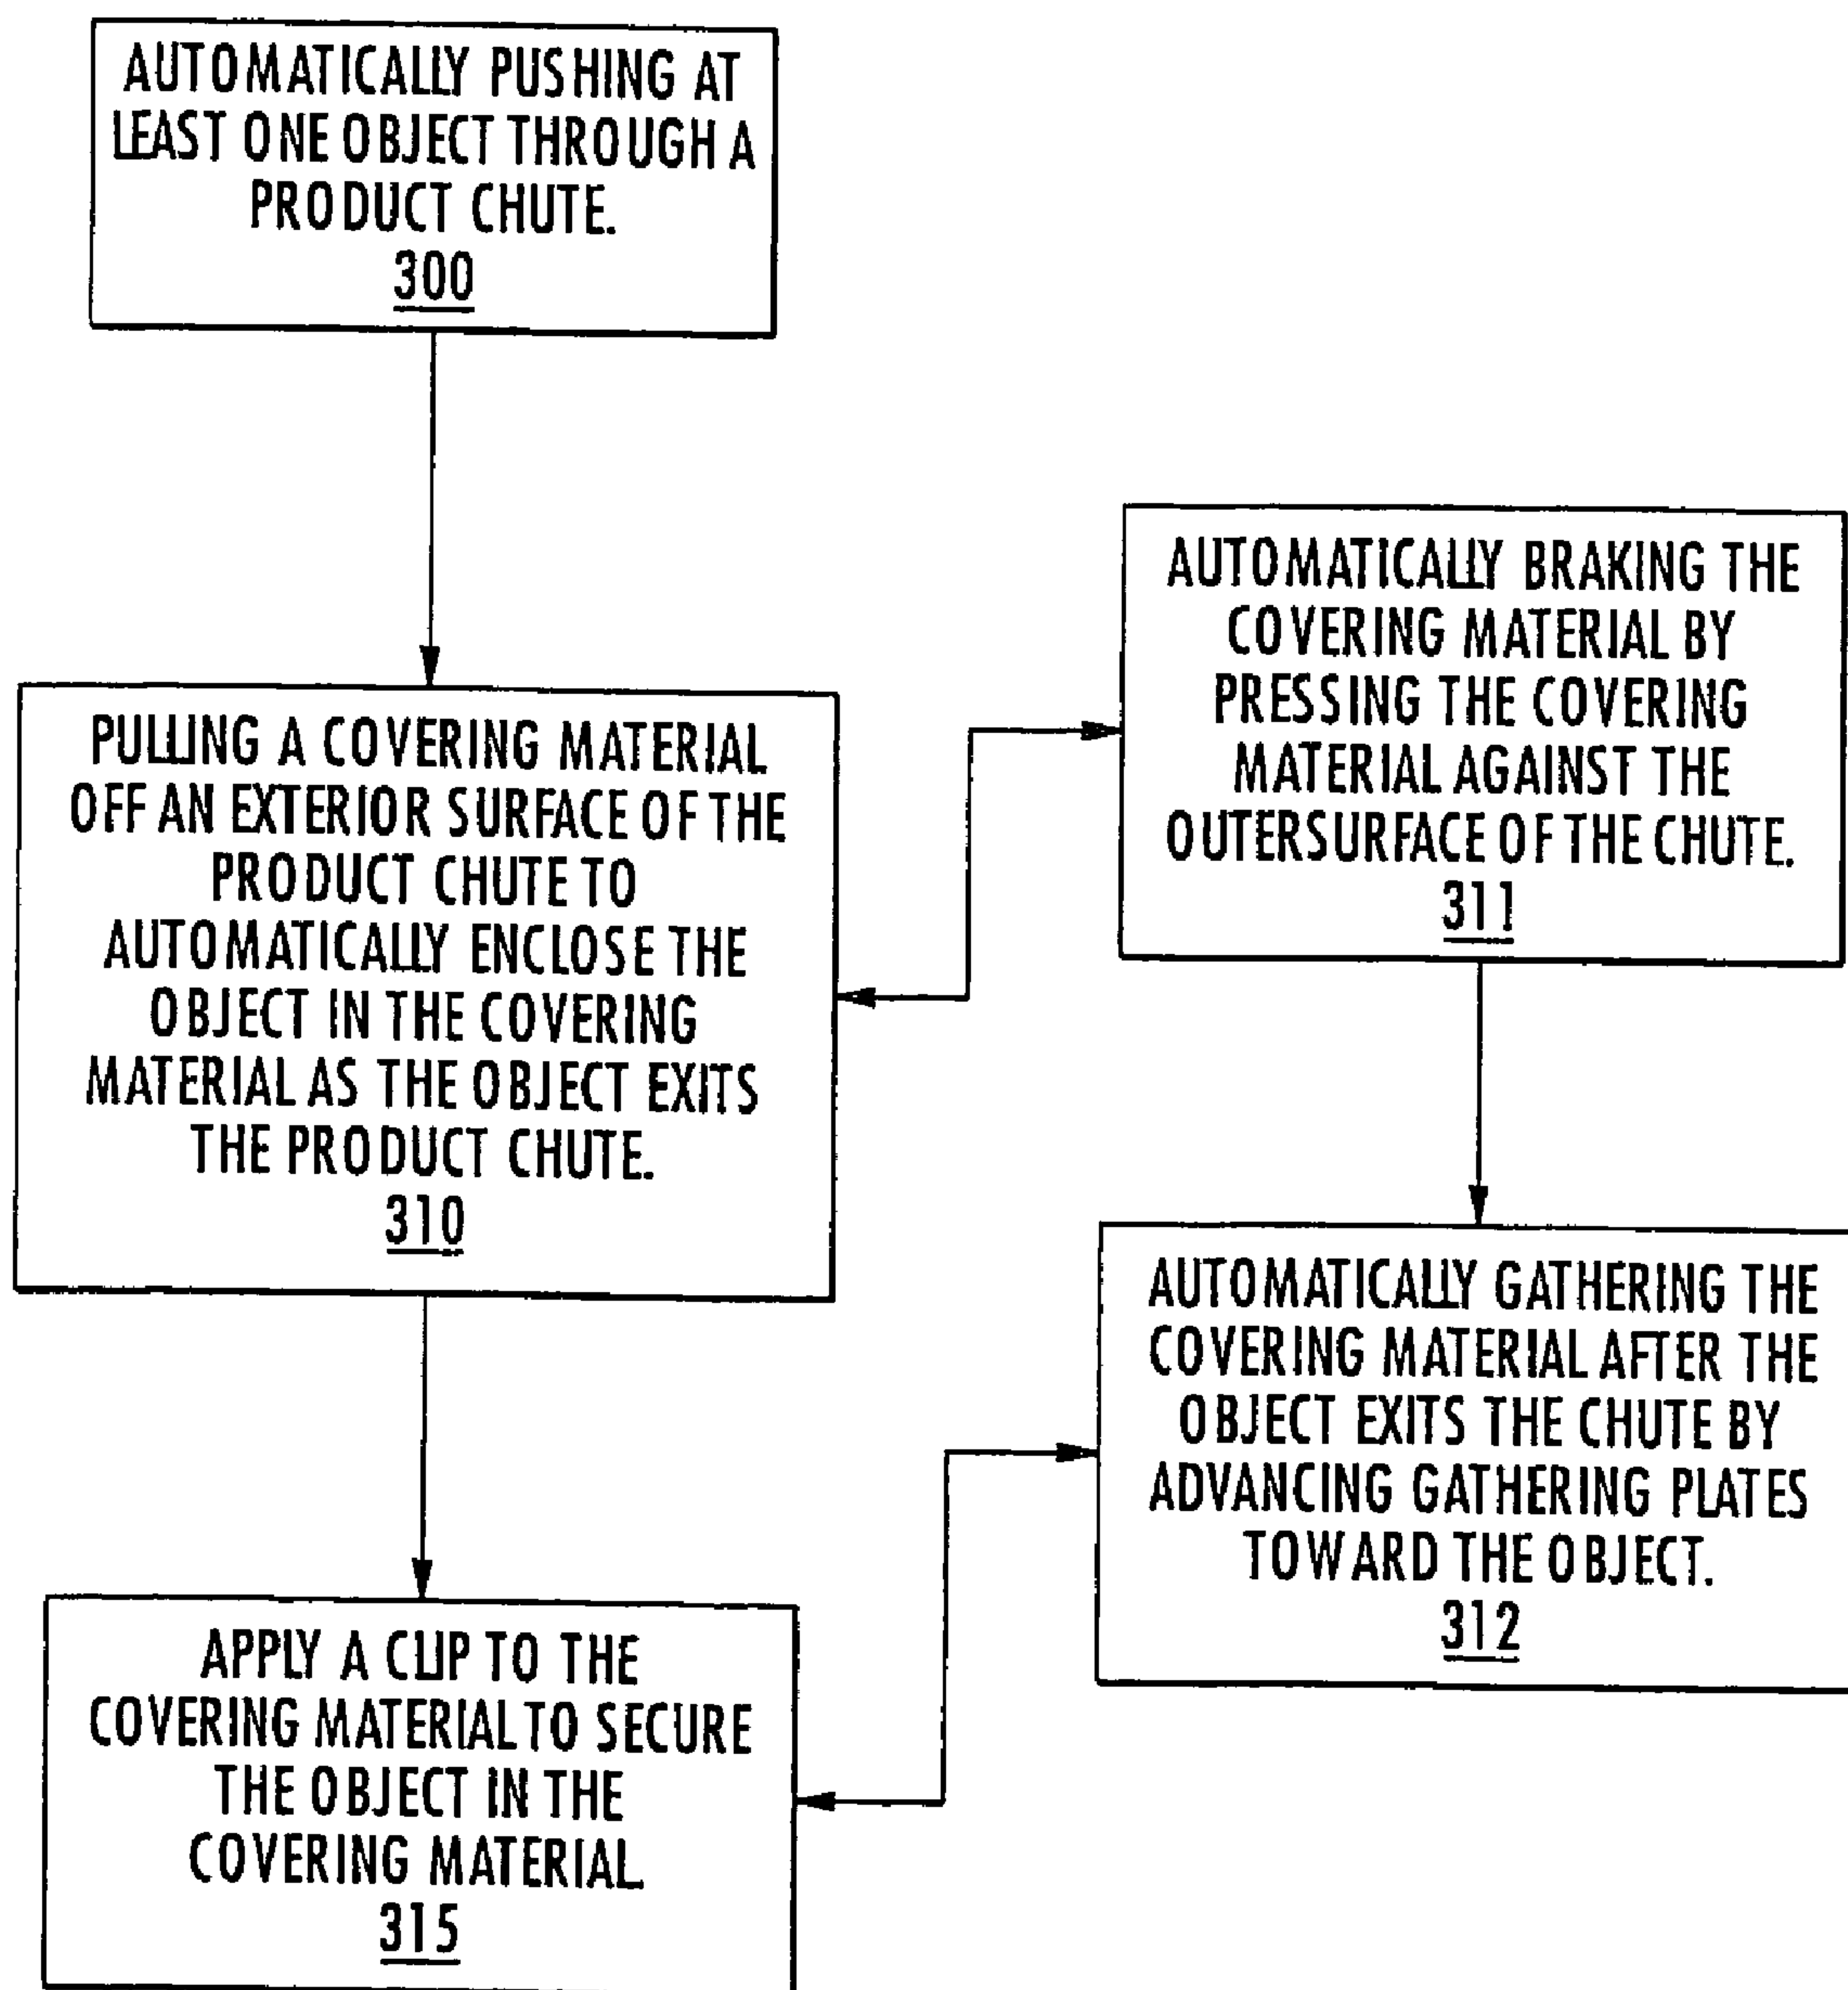 AUTOMATICALLY PUSHING AT
LEAST ONE OBJECT THROUGH A
PRODUCT CHUTE.
300
PULLING A COVERING MATERIAL
OFF AN EXTERIOR SURFACE OF THE
PRODUCT CHUTE TO
AUTOMATICALLY ENCLOSE THE
OBJECT IN THE COVERING
MATERIAL AS THE OBJECT EXITS
THE PRODUCT CHUTE.
310
AUTOMATICALLY BRAKING THE
COVERING MATERIAL BY
PRESSING THE COVERING
MATERIAL AGAINST THE
OUTERSURFACE OF THE CHUTE.
311
AUTOMATICALLY GATHERING THE
COVERING MATERIAL AFTER THE
OBJECT EXITS THE CHUTE BY
ADVANCING GATHERING PLATES
TOWARD THE OBJECT.
312
APPLY A CLIP TO THE
COVERING MATERIAL TO SECURE
THE OBJECT IN THE
COVERING MATERIAL.
315